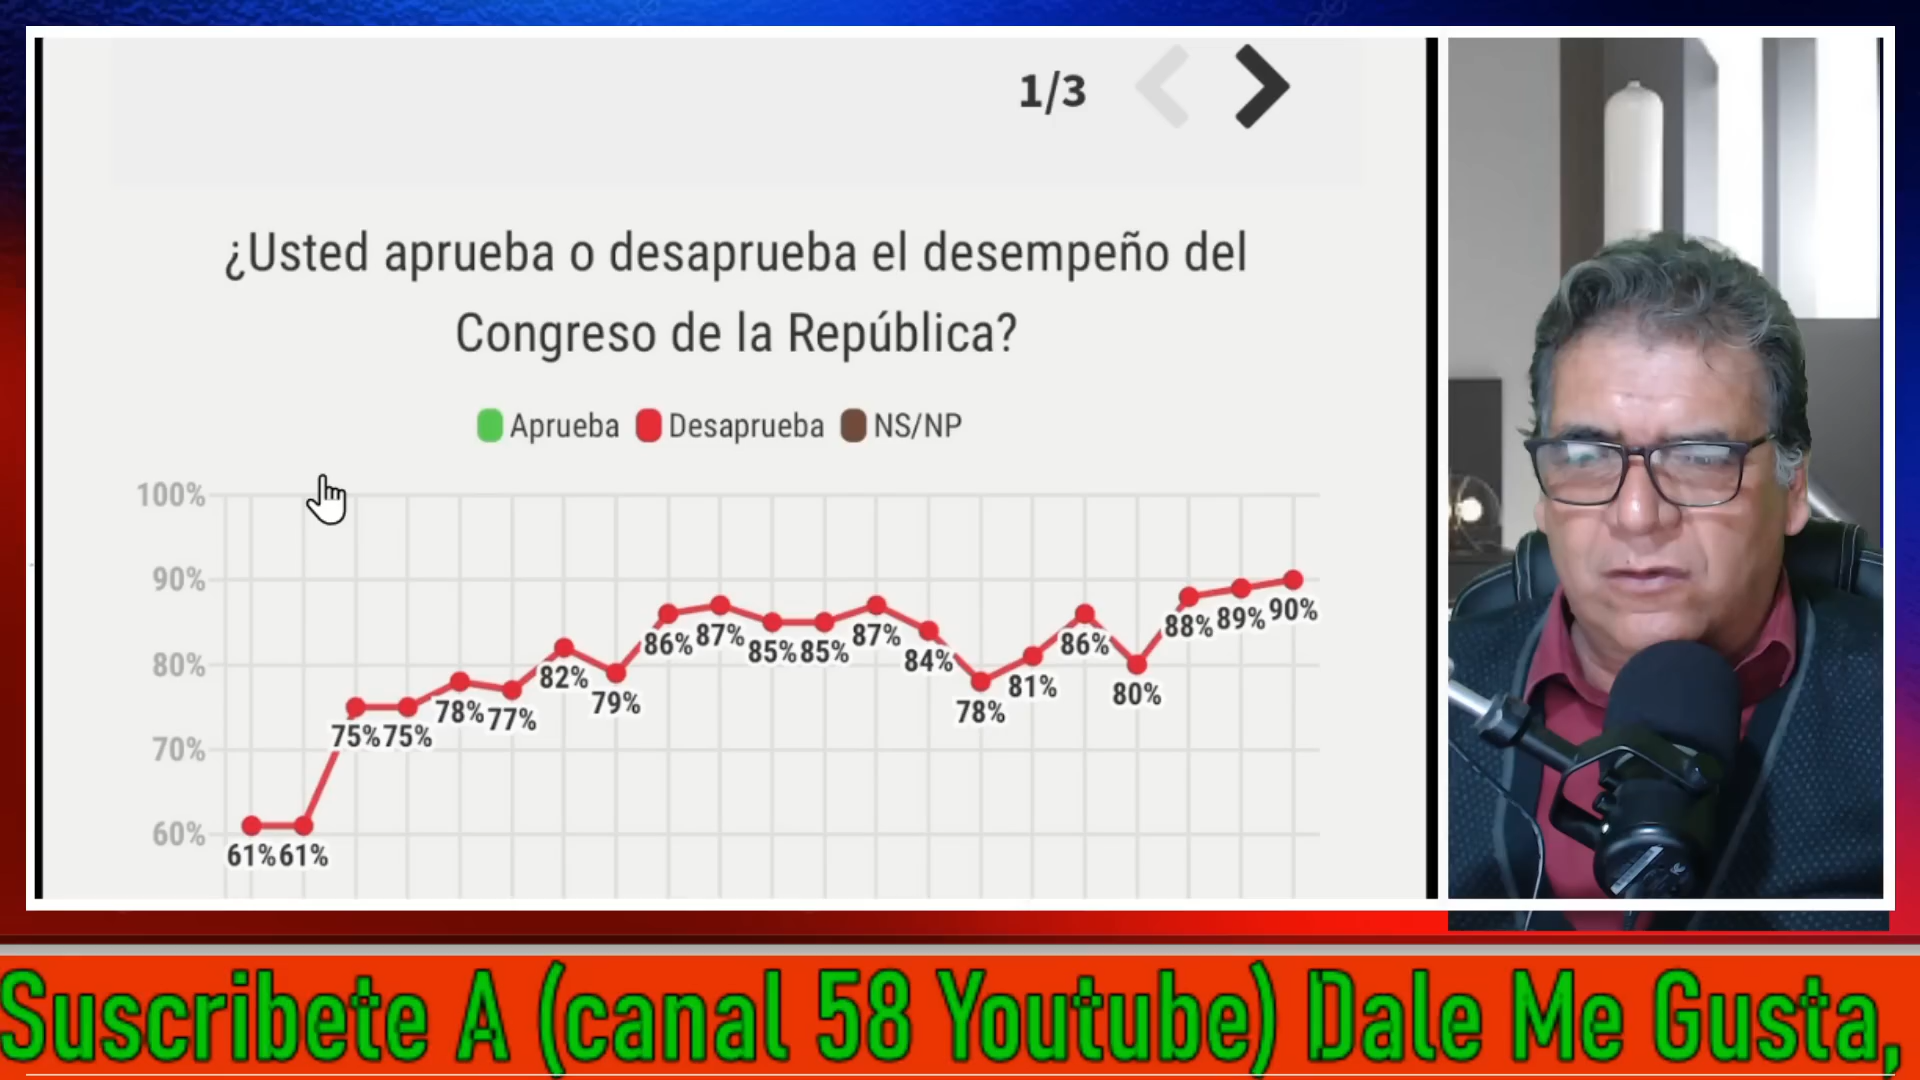 1/3
¿Usted aprueba o desaprueba el desempeño del
Congreso de la República?
Aprueba Desaprueba NS/NP
100%
90%
80%
70%
60%
61% 61% 75% 75% 78% 77% 82% 79% 86% 87% 85% 85% 87% 84% 78% 81% 86% 80% 88% 89% 90%
Suscribete A (canal 58 Youtube) Dale Me Gusta,